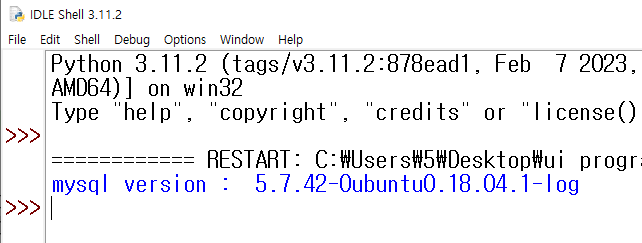 IDLE Shell 3.11.2
File Edit Shell Debug Options Window Help
Python 3.11.2 (tags/v3.11.2:878ead1, Feb  7 2023,
AMD64)] on win32
Type "help", "copyright", "credits" or "license()
>>>
============ RESTART: C:₩Users₩5₩Desktop₩ui progra
mysql version :  5.7.42-0ubuntu0.18.04.1-log
>>>